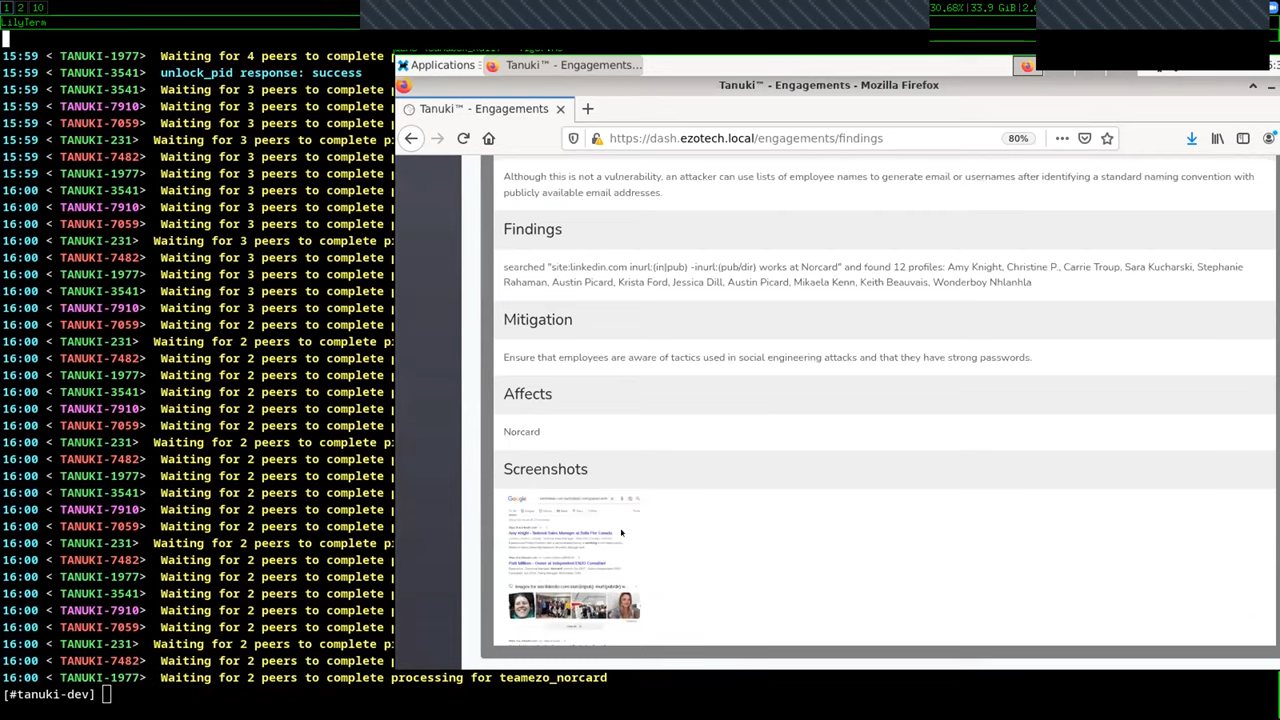 1 2 10
30.68%|33.9 GiB|2.
LilyTerm
15:59 < TANUKI-1977> Waiting for 4 peers to complete
15:59 < TANUKI-3541> unlock_pid response: success
15:59 < TANUKI-3541> Waiting for 3 peers to complete
15:59 < TANUKI-7910> Waiting for 3 peers to complete
15:59 < TANUKI-7059> Waiting for 3 peers to complete
15:59 < TANUKI-231> Waiting for 3 peers to complete
15:59 < TANUKI-7482> Waiting for 3 peers to complete
15:59 < TANUKI-1977> Waiting for 3 peers to complete
16:00 < TANUKI-3541> Waiting for 3 peers to complete
16:00 < TANUKI-7910> Waiting for 3 peers to complete
16:00 < TANUKI-7059> Waiting for 3 peers to complete
16:00 < TANUKI-231> Waiting for 3 peers to complete
16:00 < TANUKI-7482> Waiting for 3 peers to complete
16:00 < TANUKI-1977> Waiting for 3 peers to complete
16:00 < TANUKI-3541> Waiting for 3 peers to complete
16:00 < TANUKI-7910> Waiting for 3 peers to complete
16:00 < TANUKI-7059> Waiting for 2 peers to complete
16:00 < TANUKI-231> Waiting for 2 peers to complete
16:00 < TANUKI-7482> Waiting for 2 peers to complete
16:00 < TANUKI-1977> Waiting for 2 peers to complete
16:00 < TANUKI-3541> Waiting for 2 peers to complete
16:00 < TANUKI-7910> Waiting for 2 peers to complete
16:00 < TANUKI-7059> Waiting for 2 peers to complete
16:00 < TANUKI-231> Waiting for 2 peers to complete
16:00 < TANUKI-7482> Waiting for 2 peers to complete
16:00 < TANUKI-1977> Waiting for 2 peers to complete
16:00 < TANUKI-3541> Waiting for 2 peers to complete
16:00 < TANUKI-7910> Waiting for 2 peers to complete
16:00 < TANUKI-7059> Waiting for 2 peers to complete
16:00 < TANUKI-231> Waiting for 2 peers to complete
16:00 < TANUKI-7482> Waiting for 2 peers to complete
16:00 < TANUKI-1977> Waiting for 2 peers to complete
16:00 < TANUKI-3541> Waiting for 2 peers to complete
16:00 < TANUKI-7910> Waiting for 2 peers to complete
16:00 < TANUKI-7059> Waiting for 2 peers to complete
16:00 < TANUKI-231> Waiting for 2 peers to complete
16:00 < TANUKI-7482> Waiting for 2 peers to complete
16:00 < TANUKI-1977> Waiting for 2 peers to complete processing for teamezo_norcard
[#tanuki-dev]
Applications Tanuki™ - Engagements...
Tanuki™ - Engagements - Mozilla Firefox
Tanuki™ - Engagements
https://dash.ezotech.local/engagements/findings 80%
Although this is not a vulnerability, an attacker can use lists of employee names to generate email or usernames after identifying a standard naming convention with
publicly available email addresses.
Findings
searched "site:linkedin.com inurl:(in|pub) -inurl:(pub/dir) works at Norcard" and found 12 profiles: Amy Knight, Christine P., Carrie Troup, Sara Kucharski, Stephanie
Rahaman, Austin Picard, Krista Ford, Jessica Dill, Austin Picard, Mikaela Kenn, Keith Beauvais, Wonderboy Nhlanhla
Mitigation
Ensure that employees are aware of tactics used in social engineering attacks and that they have strong passwords.
Affects
Norcard
Screenshots
Google